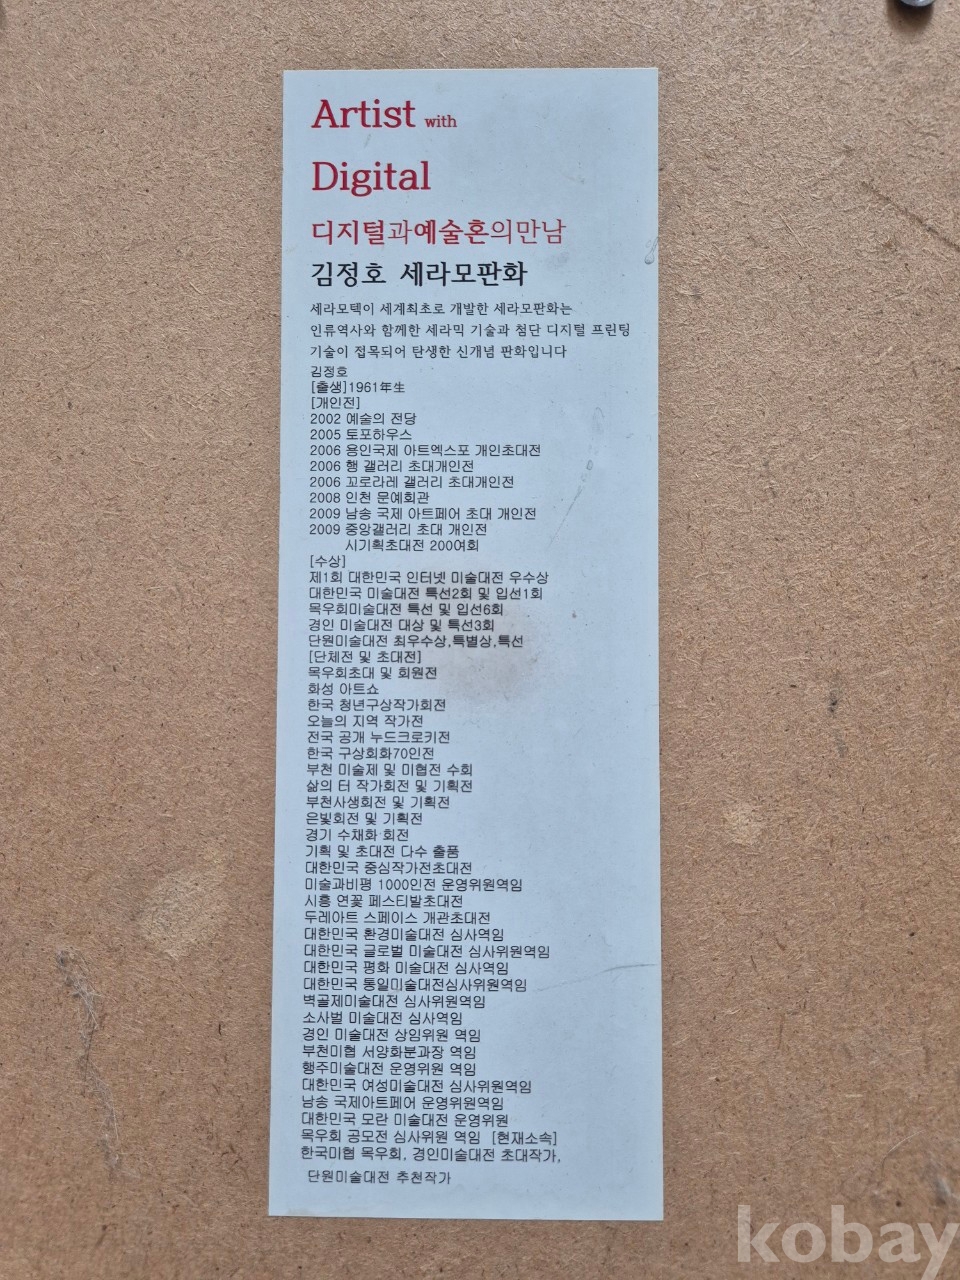 Artist with
Digital
디지털과예술혼의만남
김정호 세라모판화
세라모텍이 세계최초로 개발한 세라모판화는
인류역사와 함께한 세라믹 기술과 첨단 디지털 프린팅
기술이 접목되어 탄생한 신개념 판화입니다
김정호
[출생]1961年生
[개인전]
2002 예술의 전당
2005 토포하우스
2006 용인국제 아트엑스포 개인초대전
2006 행 갤러리 초대개인전
2006 꼬로라레 갤러리 초대개인전
2008 인천 문예회관
2009 남송 국제 아트페어 초대 개인전
2009 중앙갤러리 초대 개인전
시기획초대전 200여회
[수상]
제1회 대한민국 인터넷 미술대전 우수상
대한민국 미술대전 특선2회 및 입선1회
목우회미술대전 특선 및 입선6회
경인 미술대전 대상 및 특선3회
단원미술대전 최우수상,특별상,특선
[단체전 및 초대전]
목우회초대 및 회원전
화성 아트쇼
한국 청년구상작가회전
오늘의 지역 작가전
전국 공개 누드크로키전
한국 구상회화70인전
부천 미술제 및 미협전 수회
삶의 터 작가회전 및 기획전
부천사생회전 및 기획전
은빛회전 및 기획전
경기 수채화 회전
기획 및 초대전 다수 출품
대한민국 중심작가전초대전
미술과비평 1000인전 운영위원역임
시흥 연꽃 페스티발초대전
두레아트 스페이스 개관초대전
대한민국 환경미술대전 심사역임
대한민국 글로벌 미술대전 심사위원역임
대한민국 평화 미술대전 심사역임
대한민국 통일미술대전심사위원역임
벽골제미술대전 심사위원역임
소사벌 미술대전 심사역임
경인 미술대전 상임위원 역임
부천미협 서양화분과장 역임
행주미술대전 운영위원 역임
대한민국 여성미술대전 심사위원역임
남송 국제아트페어 운영위원역임
대한민국 모란 미술대전 운영위원
목우회 공모전 심사위원 역임 [현재소속]
한국미협 목우회, 경인미술대전 초대작가,
단원미술대전 추천작가
kobay